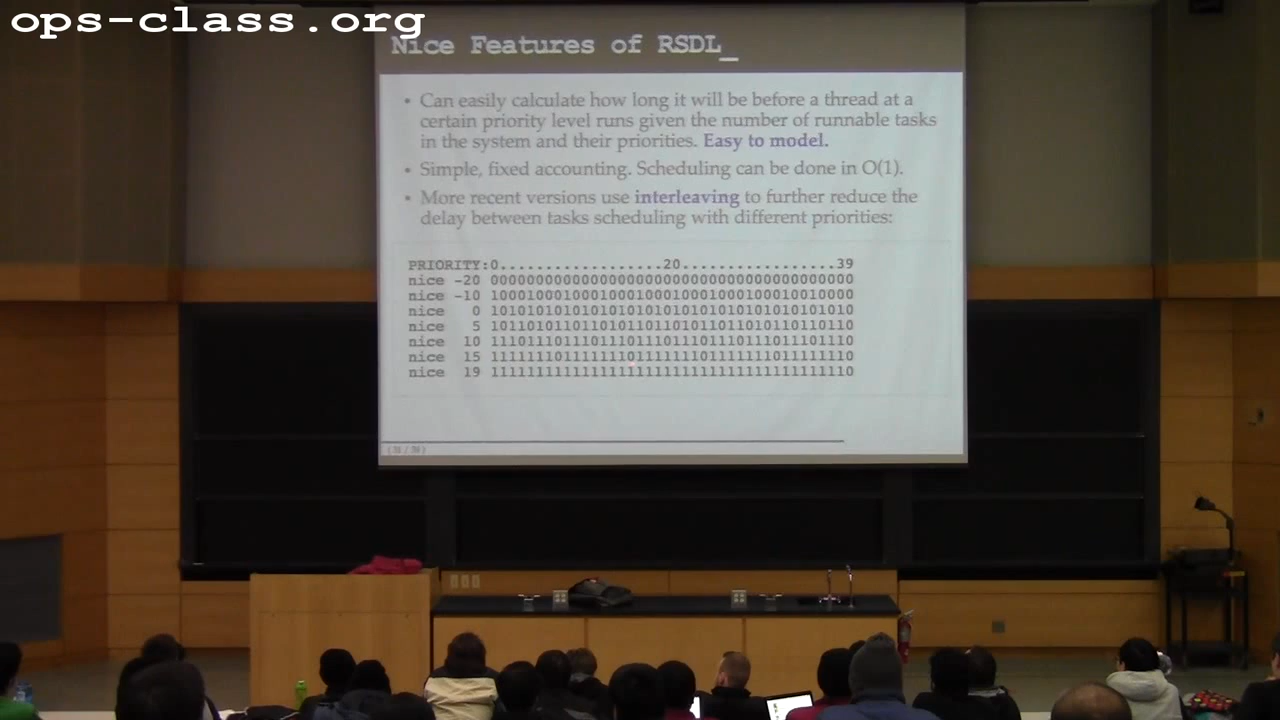 ops-class.org
Nice Features of RSDL_
• Can easily calculate how long it will be before a thread at a
certain priority level runs given the number of runnable tasks
in the system and their priorities. Easy to model.
• Simple, fixed accounting. Scheduling can be done in O(1).
• More recent versions use interleaving to further reduce the
delay between tasks scheduling with different priorities:
PRIORITY:0..................20.................39
nice -20 0000000000000000000000000000000000000000
nice -10 1000100010001000100010001000100010010000
nice 0 1010101010101010101010101010101010101010
nice 5 1011010110110101101101011011010110110110
nice 10 1110111011101110111011101110111011101110
nice 15 1111111011111110111111101111111011111110
nice 19 1111111111111111111111111111111111111110